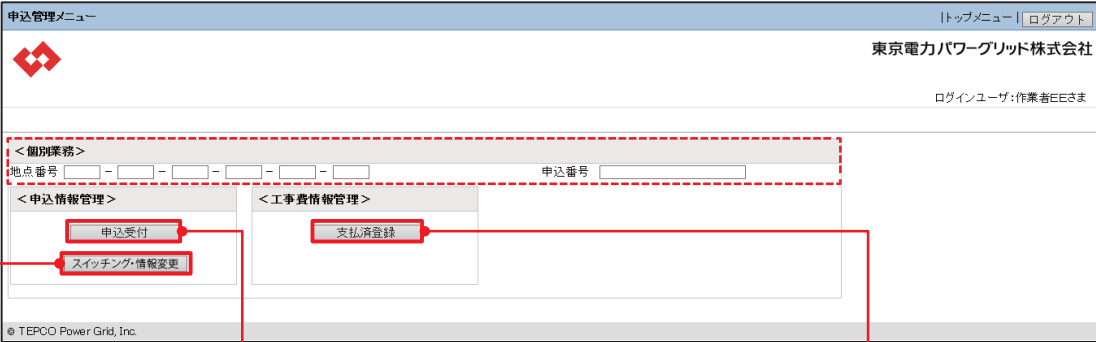 申込管理メニュー |トップメニュー| ログアウト
東京電力パワーグリッド株式会社
ログインユーザ:作業者EEさま
<個別業務>
地点番号 - - - - - 申込番号
<申込情報管理> <工事費情報管理>
申込受付 支払済登録
スイッチング・情報変更
© TEPCO Power Grid, Inc.